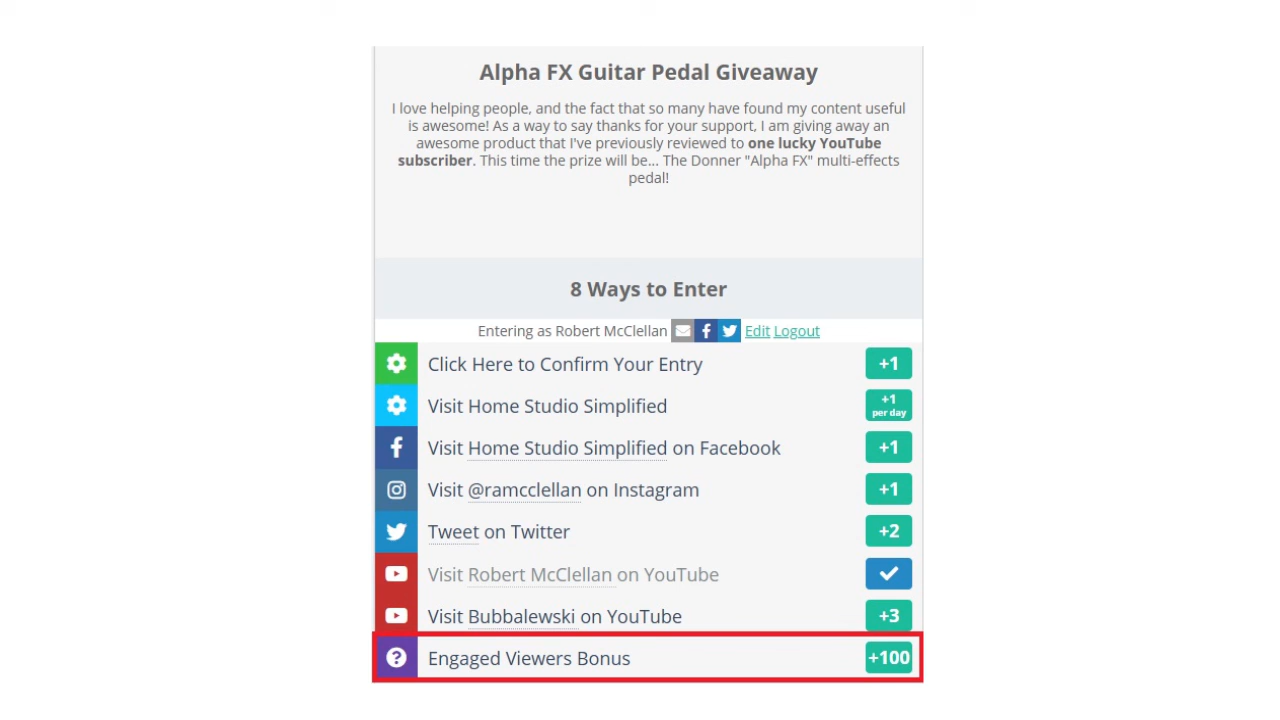 Alpha FX Guitar Pedal Giveaway
I love helping people, and the fact that so many have found my content useful
is awesome! As a way to say thanks for your support, I am giving away an
awesome product that I've previously reviewed to one lucky YouTube
subscriber. This time the prize will be... The Donner "Alpha FX" multi-effects
pedal!
8 Ways to Enter
Entering as Robert McClellan Edit Logout
Click Here to Confirm Your Entry +1
Visit Home Studio Simplified +1
per day
Visit Home Studio Simplified on Facebook +1
Visit @ramcclellan on Instagram +1
Tweet on Twitter +2
Visit Robert McClellan on YouTube
Visit Bubbalewski on YouTube +3
Engaged Viewers Bonus +100